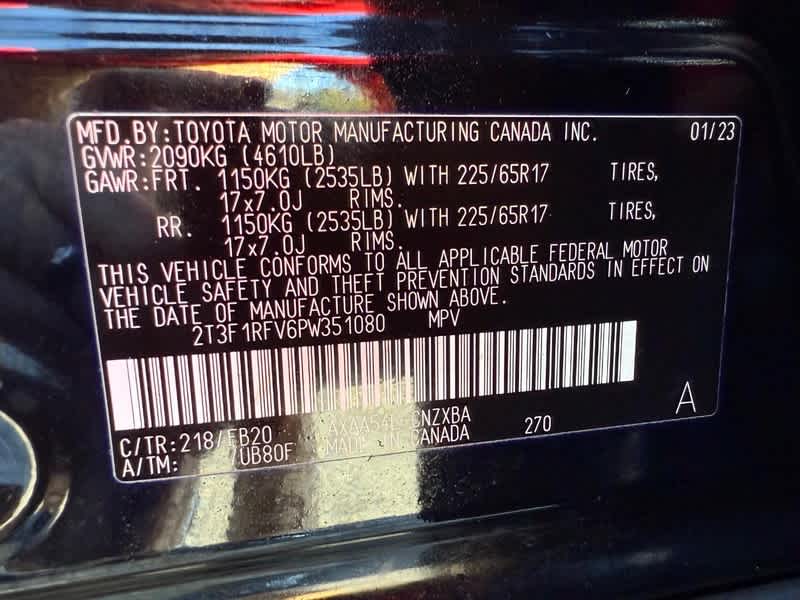 MFD.BY:TOYOTA MOTOR MANUFACTURING CANADA INC. 01/23
GVWR:2090KG (4610LB)
GAWR:FRT. 1150KG (2535LB) WITH 225/65R17 TIRES,
17x7.0J RIMS.
RR. 1150KG (2535LB) WITH 225/65R17 TIRES,
17x7.0J RIMS.
THIS VEHICLE CONFORMS TO ALL APPLICABLE FEDERAL MOTOR
VEHICLE SAFETY AND THEFT PREVENTION STANDARDS IN EFFECT ON
THE DATE OF MANUFACTURE SHOWN ABOVE.
2T3F1RFV6PW351080 MPV
A
C/TR:218/FB20 270
A/TM: MADE IN CANADA